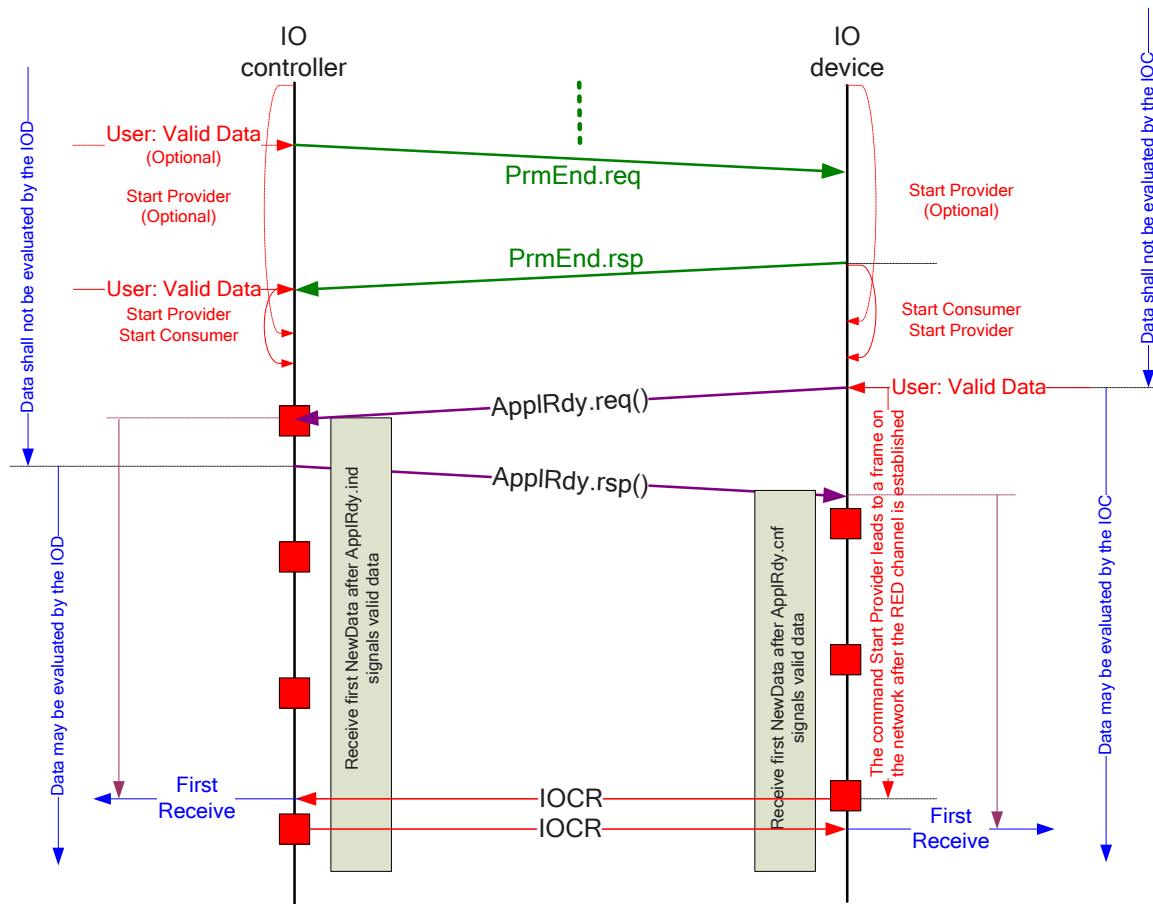 IO
controller
IO
device
Data shall not be evaluated by the IOD
Data shall not be evaluated by the IOC
User: Valid Data
(Optional)
PrmEnd.req
Start Provider
(Optional)
Start Provider
(Optional)
PrmEnd.rsp
User: Valid Data
Start Provider
Start Consumer
Start Consumer
Start Provider
User: Valid Data
ApplRdy.req()
ApplRdy.rsp()
Receive first NewData after ApplRdy.ind
signals valid data
Receive first NewData after ApplRdy.cnf
signals valid data
The command Start Provider leads to a frame on
the network after the RED channel is established
Data may be evaluated by the IOD
Data may be evaluated by the IOC
First
Receive
IOCR
IOCR
First
Receive